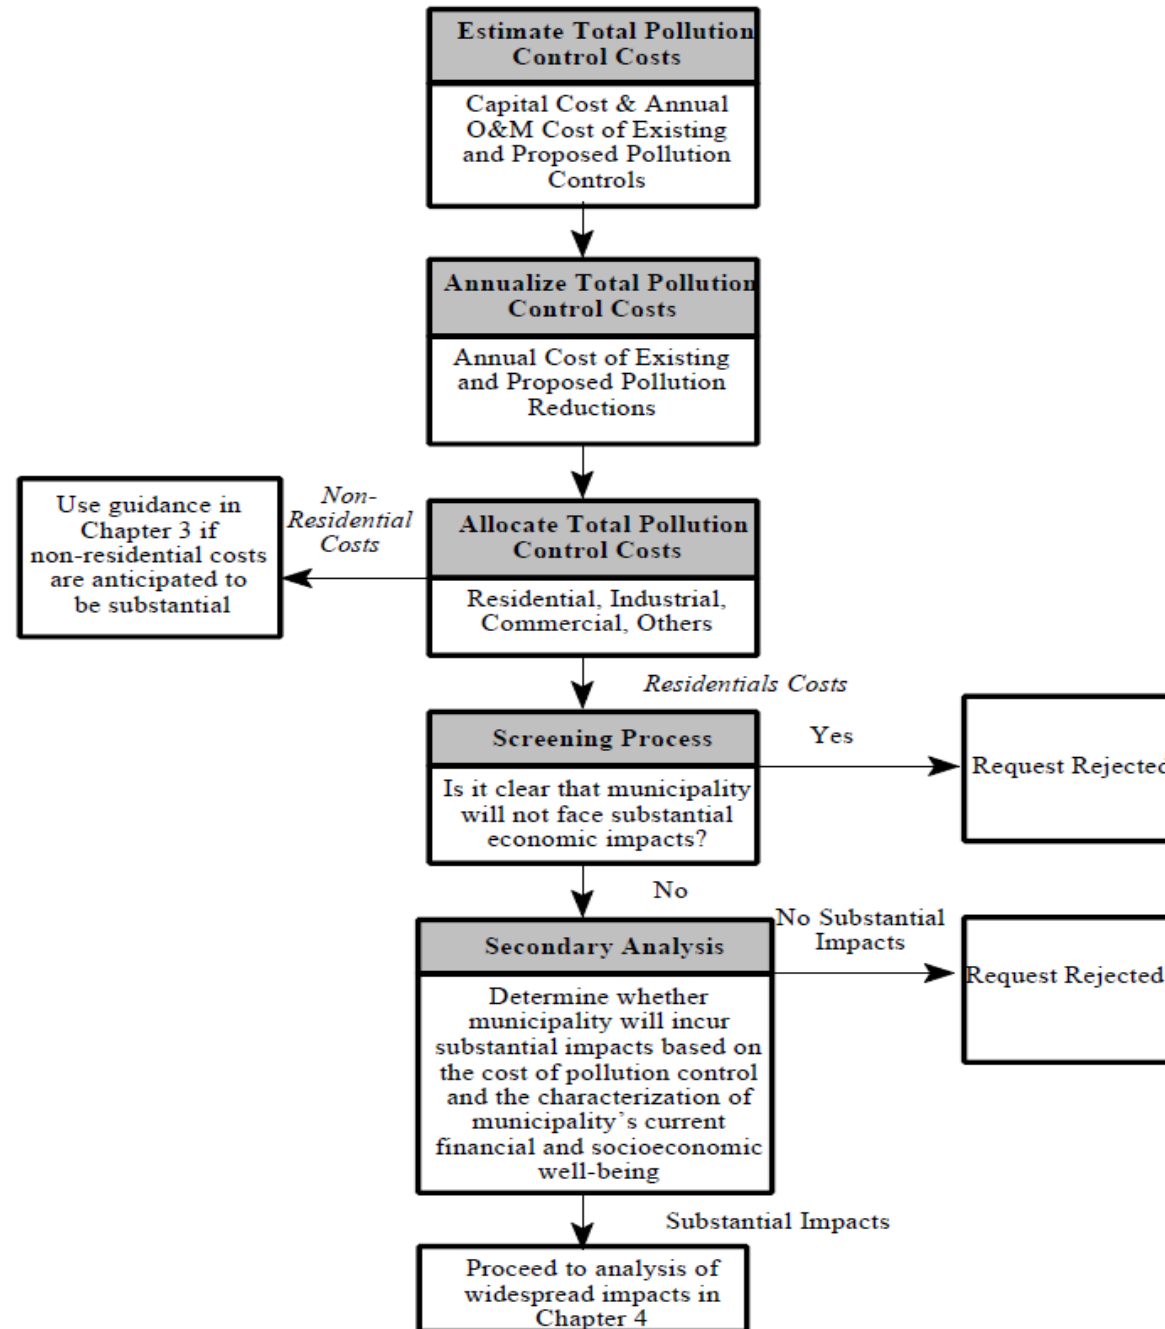 Estimate Total Pollution
Control Costs
Capital Cost & Annual
O&M Cost of Existing
and Proposed Pollution
Controls
Annualize Total Pollution
Control Costs
Annual Cost of Existing
and Proposed Pollution
Reductions
Use guidance in
Chapter 3 if
non-residential costs
are anticipated to
be substantial
Non-
Residential
Costs
Allocate Total Pollution
Control Costs
Residential, Industrial,
Commercial, Others
Residentials Costs
Screening Process
Is it clear that municipality
will not face substantial
economic impacts?
Yes
Request Rejected
No
Secondary Analysis
Determine whether
municipality will incur
substantial impacts based on
the cost of pollution control
and the characterization of
municipality’s current
financial and socioeconomic
well-being
No Substantial
Impacts
Request Rejected
Substantial Impacts
Proceed to analysis of
widespread impacts in
Chapter 4